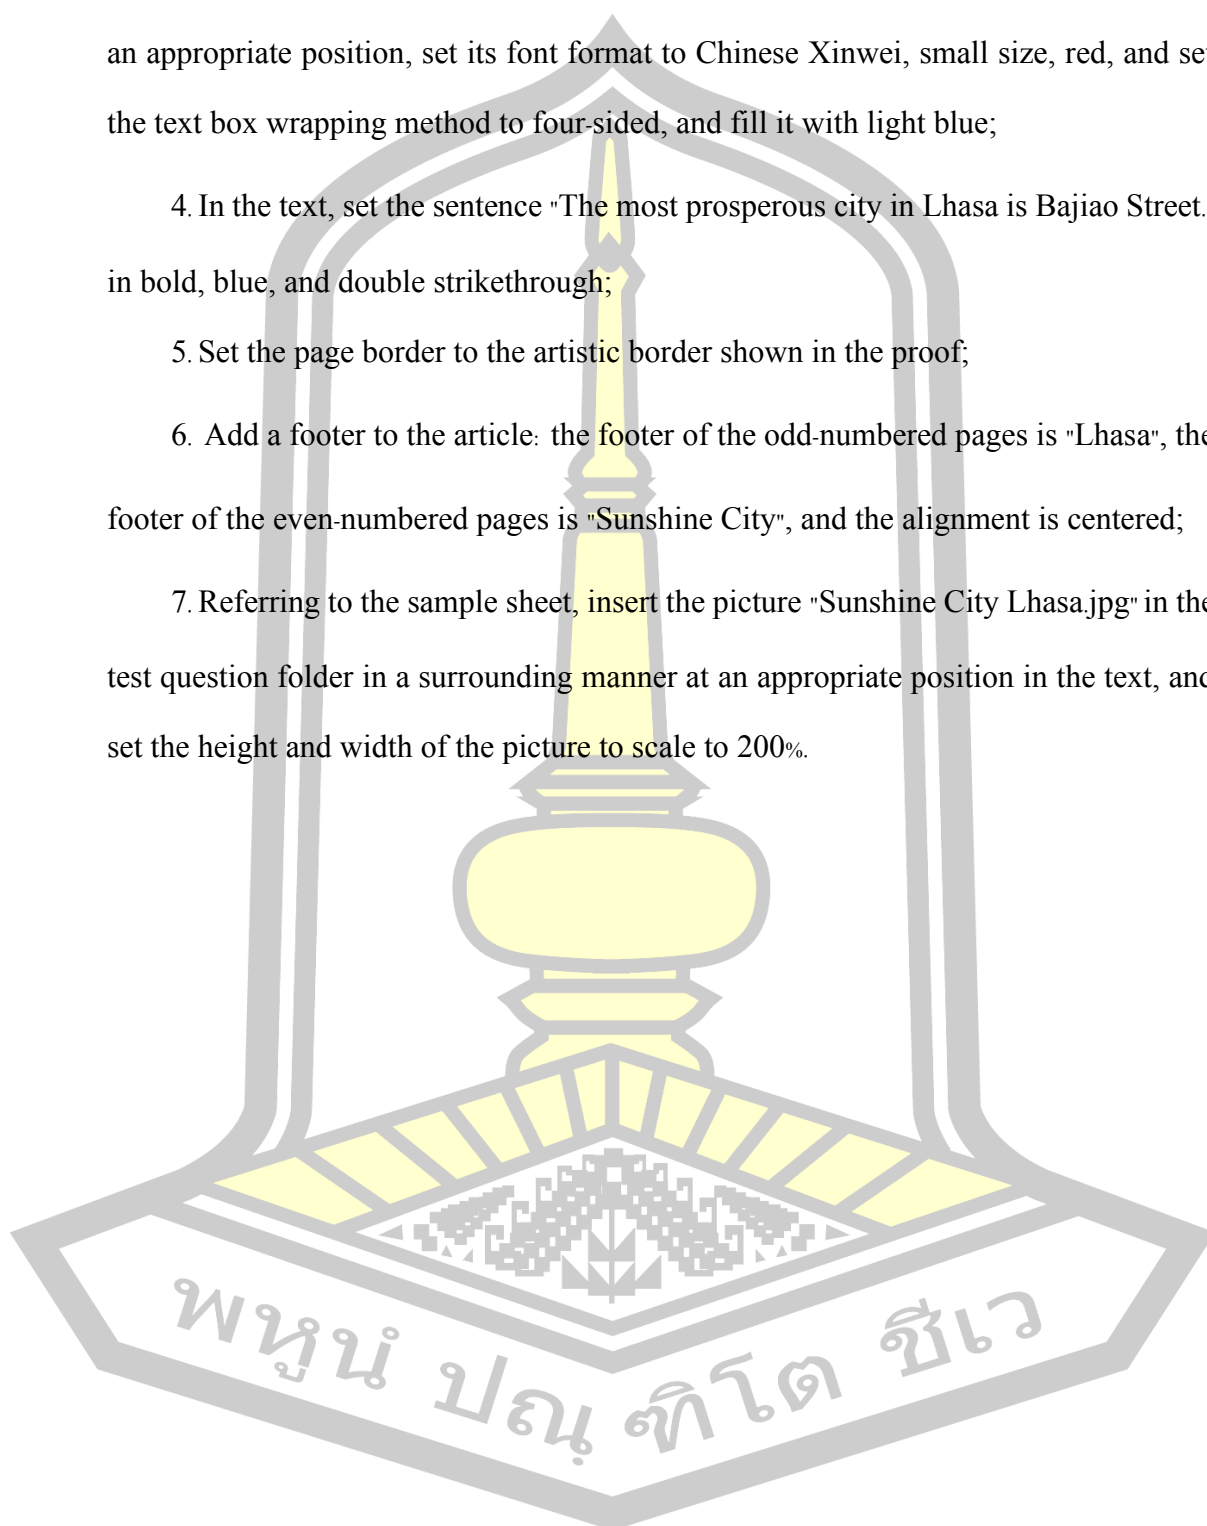 an appropriate position, set its font format to Chinese Xinwei, small size, red, and set
the text box wrapping method to four-sided, and fill it with light blue;
4. In the text, set the sentence "The most prosperous city in Lhasa is Bajiao Street.
in bold, blue, and double strikethrough;
5. Set the page border to the artistic border shown in the proof;
6. Add a footer to the article: the footer of the odd-numbered pages is "Lhasa", the
footer of the even-numbered pages is "Sunshine City", and the alignment is centered;
7. Referring to the sample sheet, insert the picture "Sunshine City Lhasa.jpg" in the
test question folder in a surrounding manner at an appropriate position in the text, and
set the height and width of the picture to scale to 200%.
พหูนํ ปณฺฑิโต ชีเว